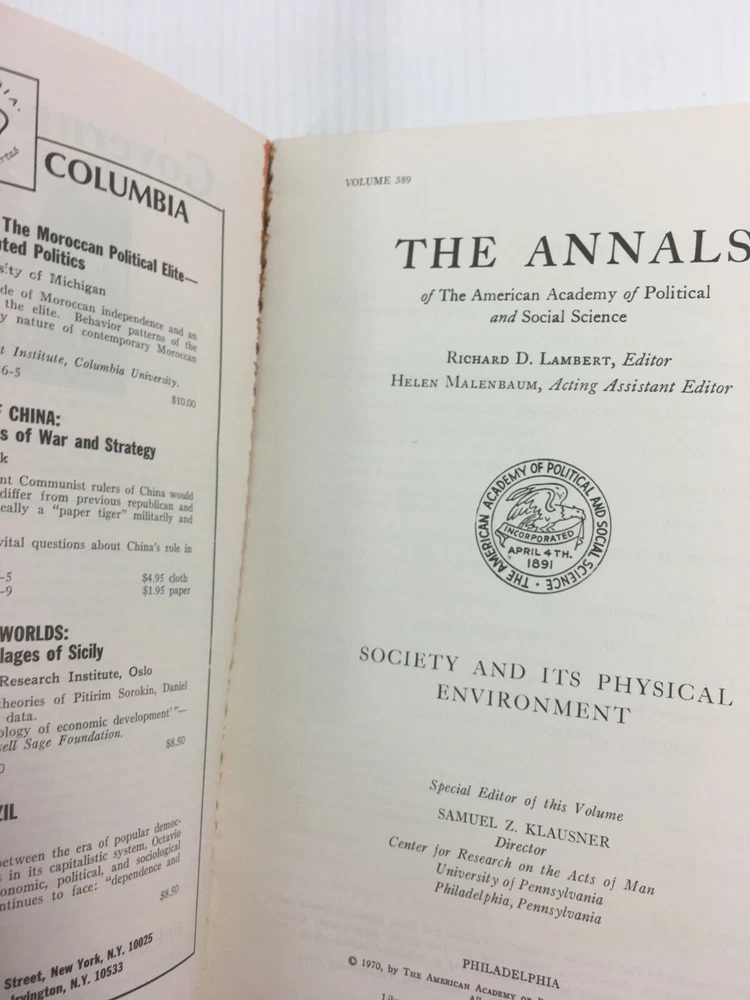 COLUMBIA
The Moroccan Political Elite—
ted Politics
sity of Michigan
de of Moroccan independence and an
the elite. Behavior patterns of the
y nature of contemporary Moroccan
t Institute, Columbia University.
6-5
$10.00
F CHINA:
s of War and Strategy
k
nt Communist rulers of China would
differ from previous republican and
eally a "paper tiger" militarily and
vital questions about China's role in
-5 $4.95 cloth
-9 $1.95 paper
WORLDS:
lages of Sicily
Research Institute, Oslo
theories of Pitirim Sorokin, Daniel
data.
ology of economic development'"—
sell Sage Foundation.
$8.50
0
ZIL
etween the era of popular democ-
s in its capitalistic system, Octavio
onomic, political, and sociological
ntinues to face: "dependence and
$8.50
Street, New York, N.Y. 10025
Irvington, N.Y. 10533
VOLUME 389
THE ANNALS
of The American Academy of Political
and Social Science
RICHARD D. LAMBERT, Editor
HELEN MALENBAUM, Acting Assistant Editor
THE AMERICAN ACADEMY OF POLITICAL AND SOCIAL SCIENCE
INCORPORATED
APRIL 4TH.
1891
SOCIETY AND ITS PHYSICAL
ENVIRONMENT
Special Editor of this Volume
SAMUEL Z. KLAUSNER
Director
Center for Research on the Acts of Man
University of Pennsylvania
Philadelphia, Pennsylvania
PHILADELPHIA
© 1970, by THE AMERICAN ACADEMY OF